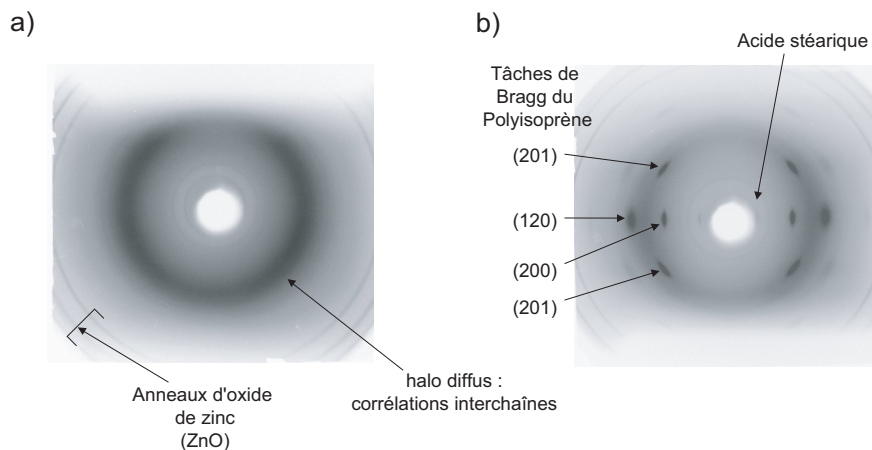 a)
Anneaux d'oxide
de zinc
(ZnO)
halo diffus :
corrélations interchaînes
b)
Acide stéarique
Tâches de
Bragg du
Polyisoprène
(201)
(120)
(200)
(201)